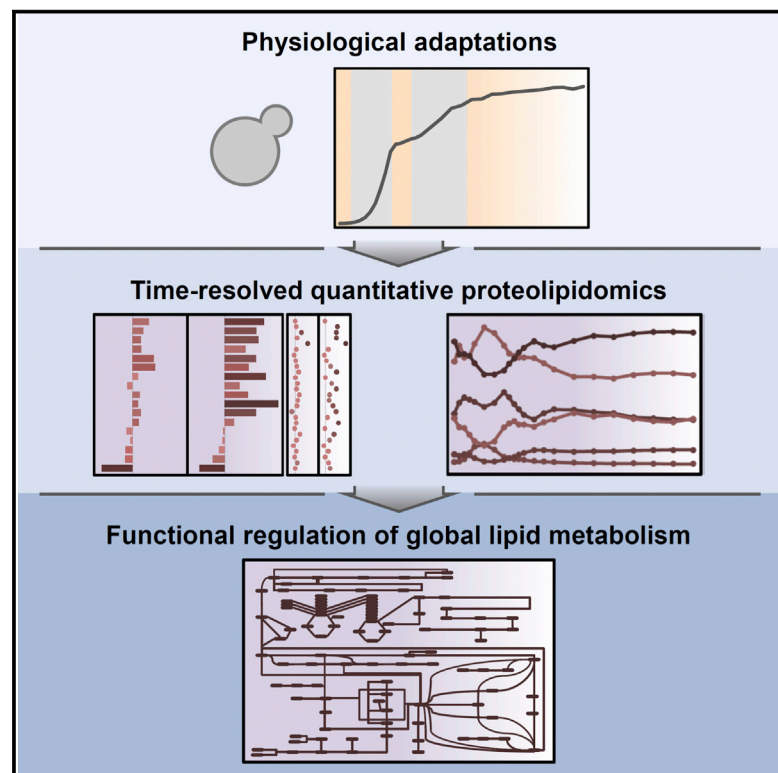 Physiological adaptations
Time-resolved quantitative proteolipidomics
Functional regulation of global lipid metabolism